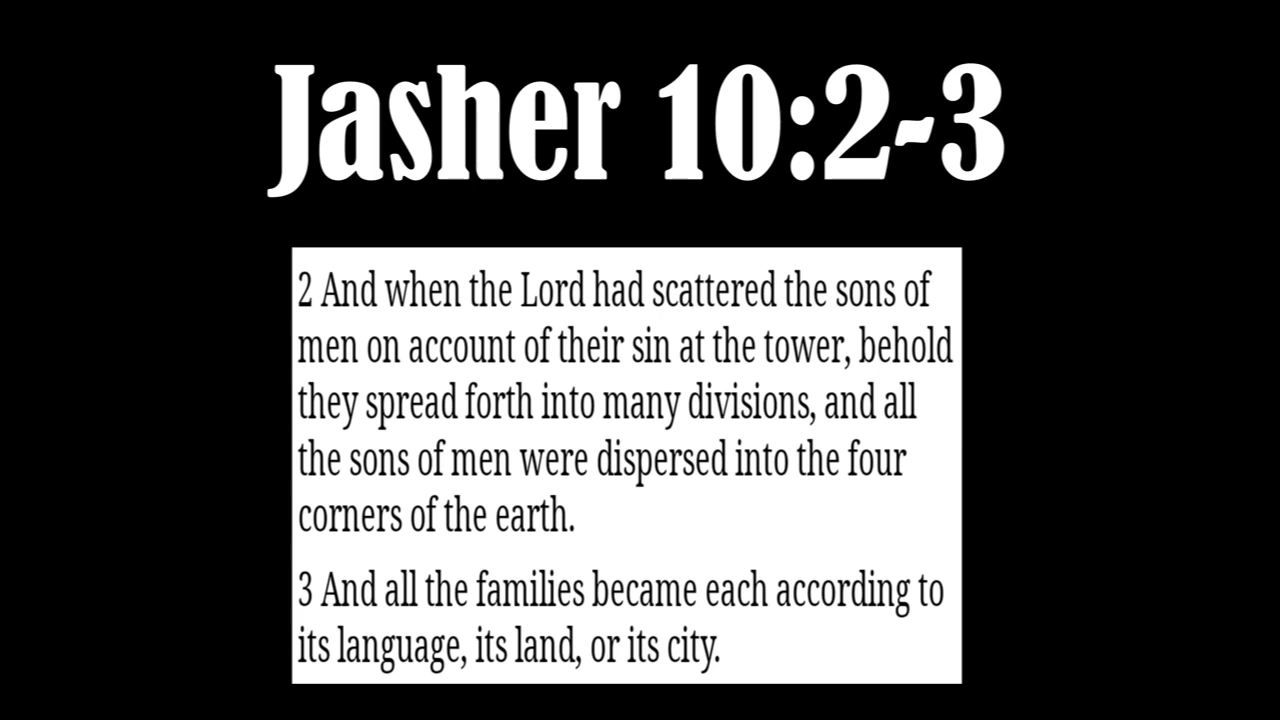 Jasher 10:2-3
2 And when the Lord had scattered the sons of
men on account of their sin at the tower, behold
they spread forth into many divisions, and all
the sons of men were dispersed into the four
corners of the earth.
3 And all the families became each according to
its language, its land, or its city.